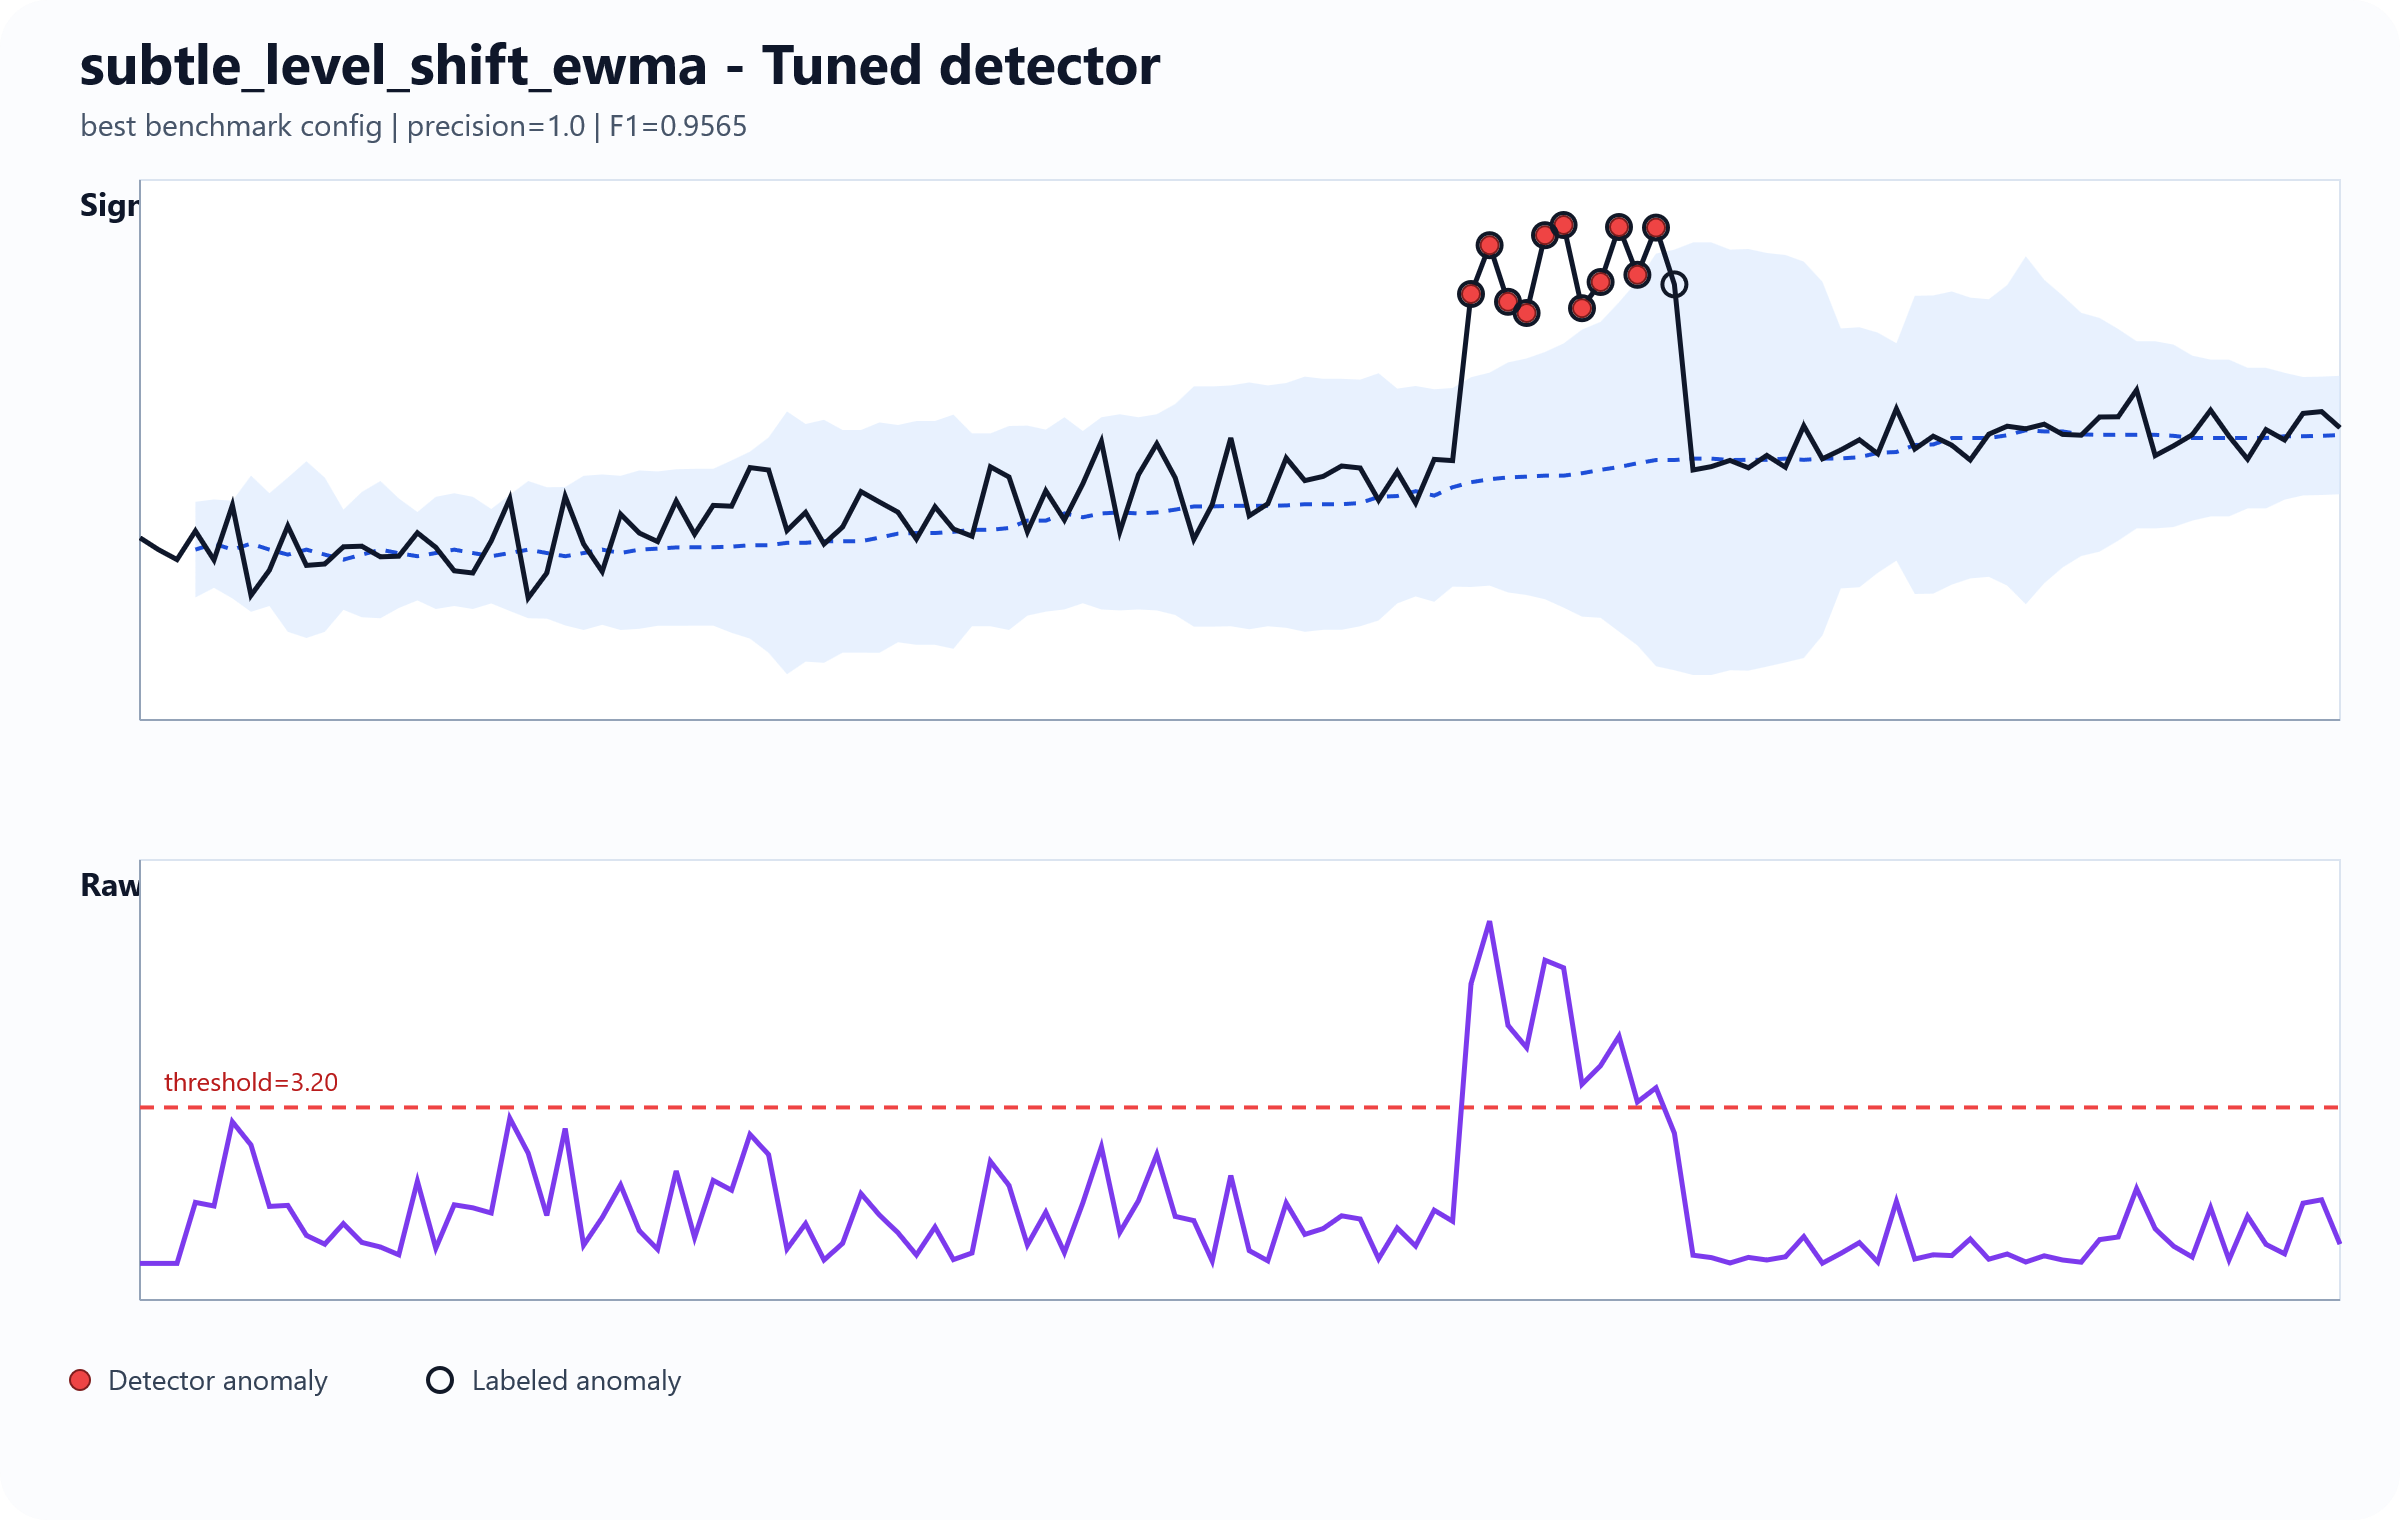 subtle_level_shift_ewma - Tuned detector
best benchmark config | precision=1.0 | F1=0.9565
Sign
Raw
threshold=3.20
Detector anomaly
Labeled anomaly